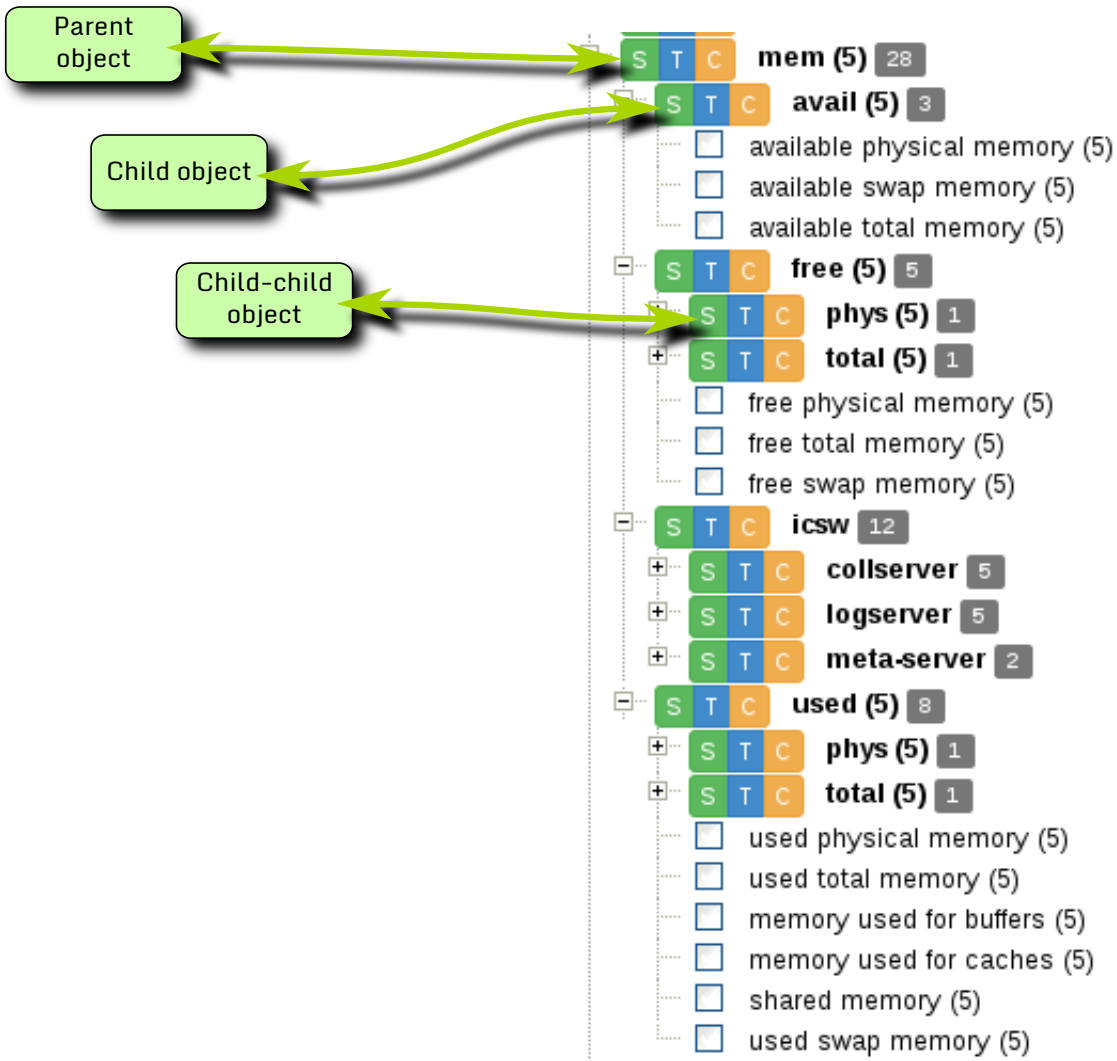 Parent
object
S T C mem (5) 28
S T C avail (5) 3
Child object
available physical memory (5)
available swap memory (5)
available total memory (5)
S T C free (5) 5
Child-child
object
S T C phys (5) 1
S T C total (5) 1
free physical memory (5)
free total memory (5)
free swap memory (5)
S T C icsw 12
S T C collserver 5
S T C logserver 5
S T C meta-server 2
S T C used (5) 8
S T C phys (5) 1
S T C total (5) 1
used physical memory (5)
used total memory (5)
memory used for buffers (5)
memory used for caches (5)
shared memory (5)
used swap memory (5)